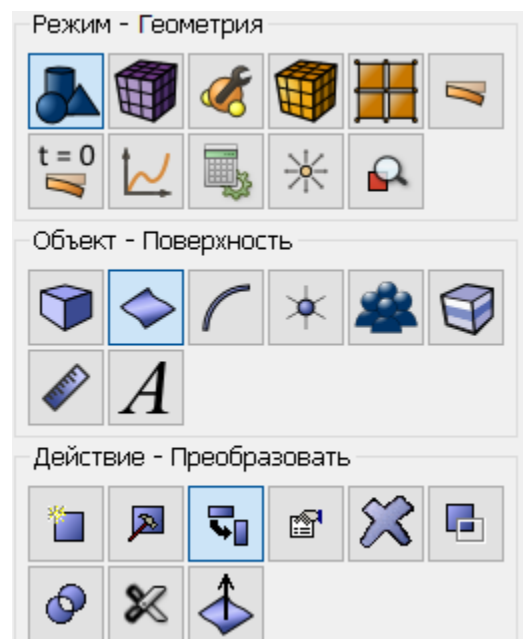 Режим - Геометрия
t = 0
Объект - Поверхность
A
Действие - Преобразовать